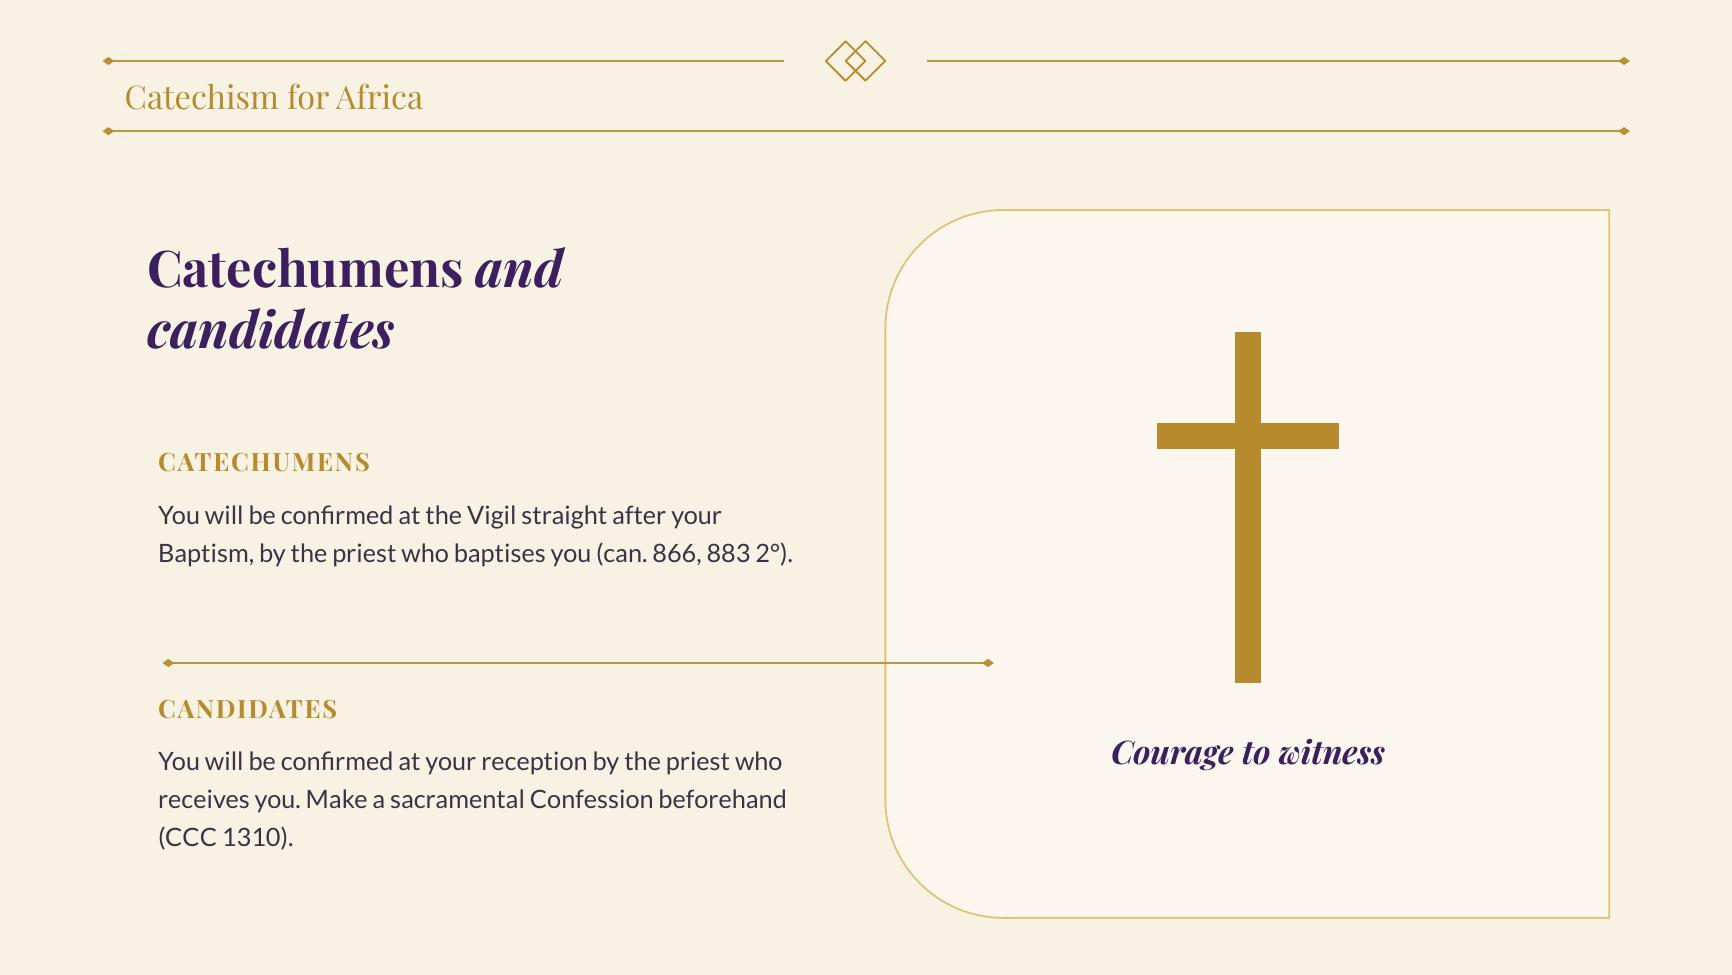 Catechism for Africa
Catechumens and
candidates
CATECHUMENS
You will be confirmed at the Vigil straight after your
Baptism, by the priest who baptises you (can. 866, 883 2°).
CANDIDATES
You will be confirmed at your reception by the priest who
receives you. Make a sacramental Confession beforehand
(CCC 1310).
Courage to witness